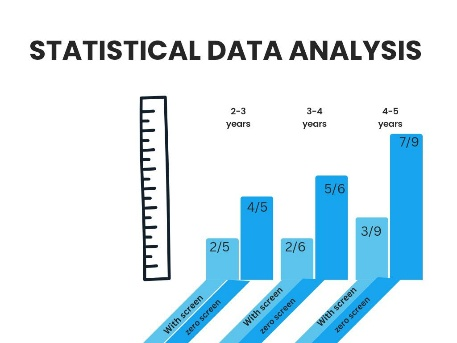 STATISTICAL DATA ANALYSIS
2-3 years
3-4 years
4-5 years
2/5
4/5
2/6
5/6
3/9
7/9
With screen
zero screen
With screen
zero screen
With screen
zero screen